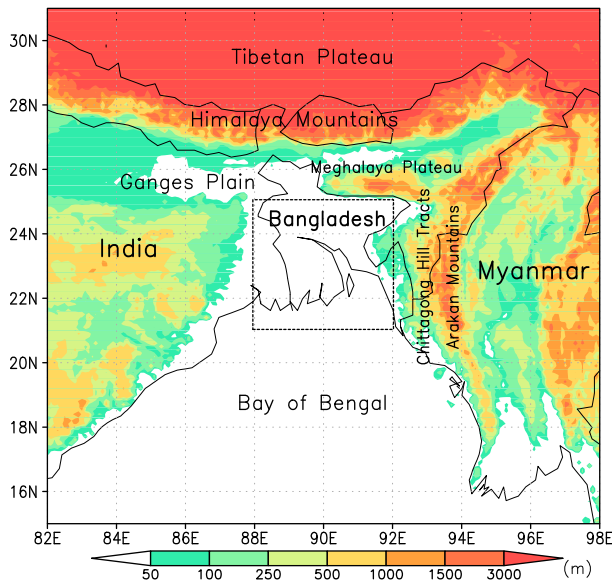 30N
Tibetan Plateau
28N
Himalaya Mountains
26N
Meghalaya Plateau
Ganges Plain
Bangladesh
24N
India
Chittagong Hill Tracts
Arakan Mountains
Myanmar
22N
20N
Bay of Bengal
18N
16N
82E 84E 86E 88E 90E 92E 94E 96E 98E
50 100 250 500 1000 1500 3000 (m)